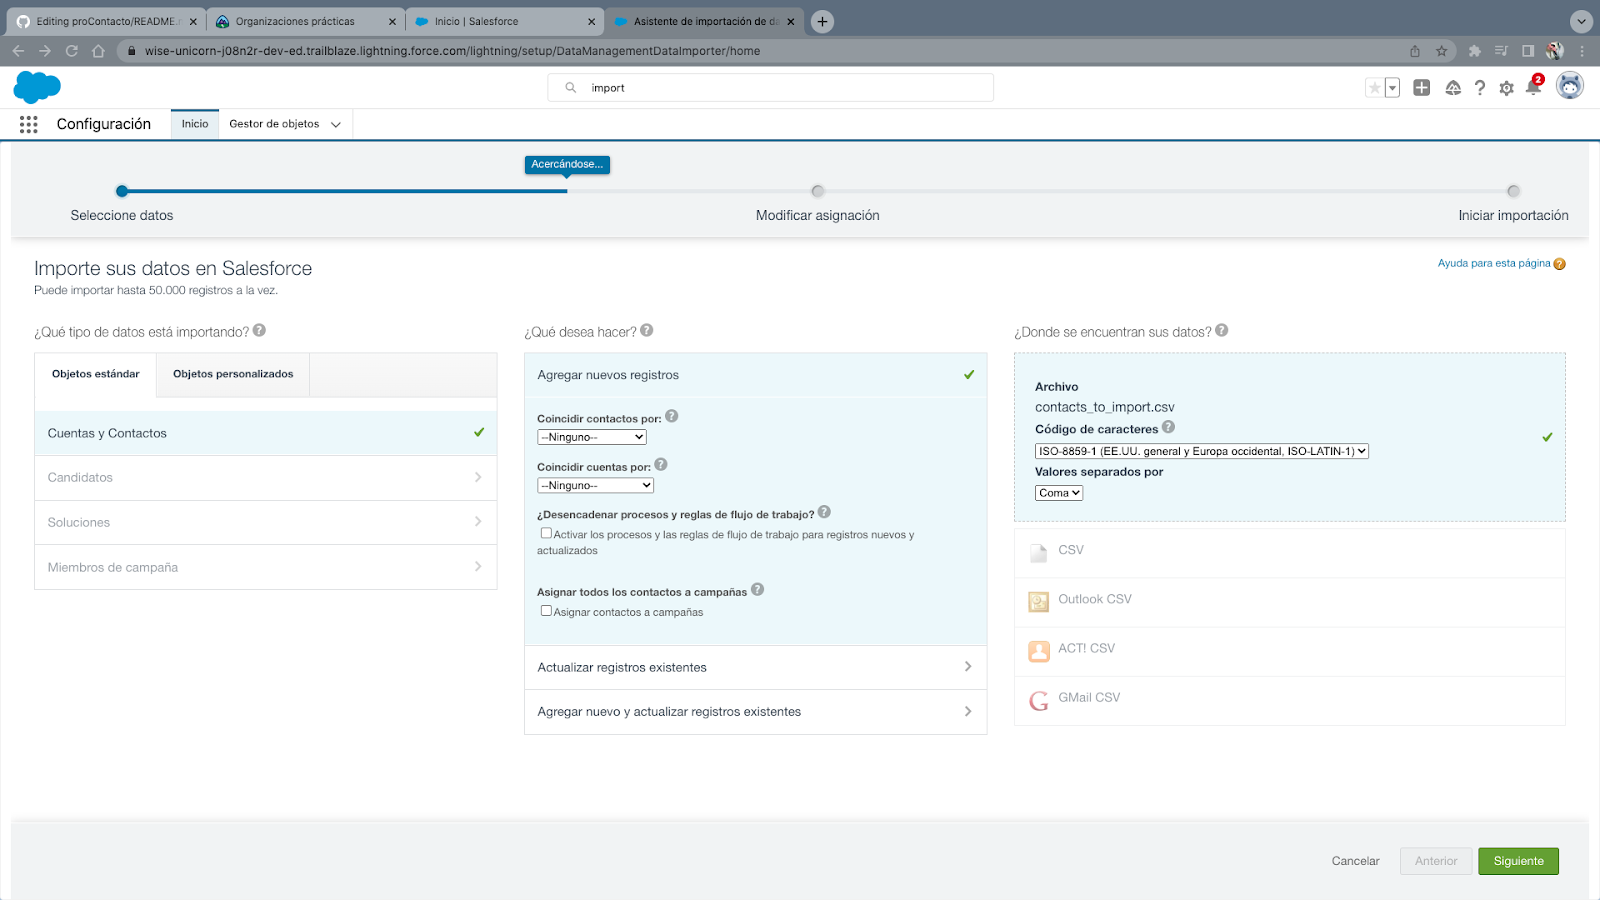 Editing proContacto/README.
Organizaciones prácticas
Inicio | Salesforce
Asistente de importación de da
wise-unicorn-j08n2r-dev-ed.trailblaze.lightning.force.com/lightning/setup/DataManagementDataImporter/home
import
2
Configuración
Inicio
Gestor de objetos
Acercándose...
Seleccione datos
Modificar asignación
Iniciar importación
Importe sus datos en Salesforce
Ayuda para esta página ?
Puede importar hasta 50.000 registros a la vez.
¿Qué tipo de datos está importando? ?
Objetos estándar
Objetos personalizados
Cuentas y Contactos
Candidatos
Soluciones
Miembros de campaña
¿Qué desea hacer? ?
Agregar nuevos registros
Coincidir contactos por: ?
--Ninguno--
Coincidir cuentas por: ?
--Ninguno--
¿Desencadenar procesos y reglas de flujo de trabajo? ?
Activar los procesos y las reglas de flujo de trabajo para registros nuevos y
actualizados
Asignar todos los contactos a campañas ?
Asignar contactos a campañas
Actualizar registros existentes
Agregar nuevo y actualizar registros existentes
¿Donde se encuentran sus datos? ?
Archivo
contacts_to_import.csv
Código de caracteres ?
ISO-8859-1 (EE.UU. general y Europa occidental, ISO-LATIN-1)
Valores separados por
Coma
CSV
Outlook CSV
ACT! CSV
GMail CSV
Cancelar
Anterior
Siguiente